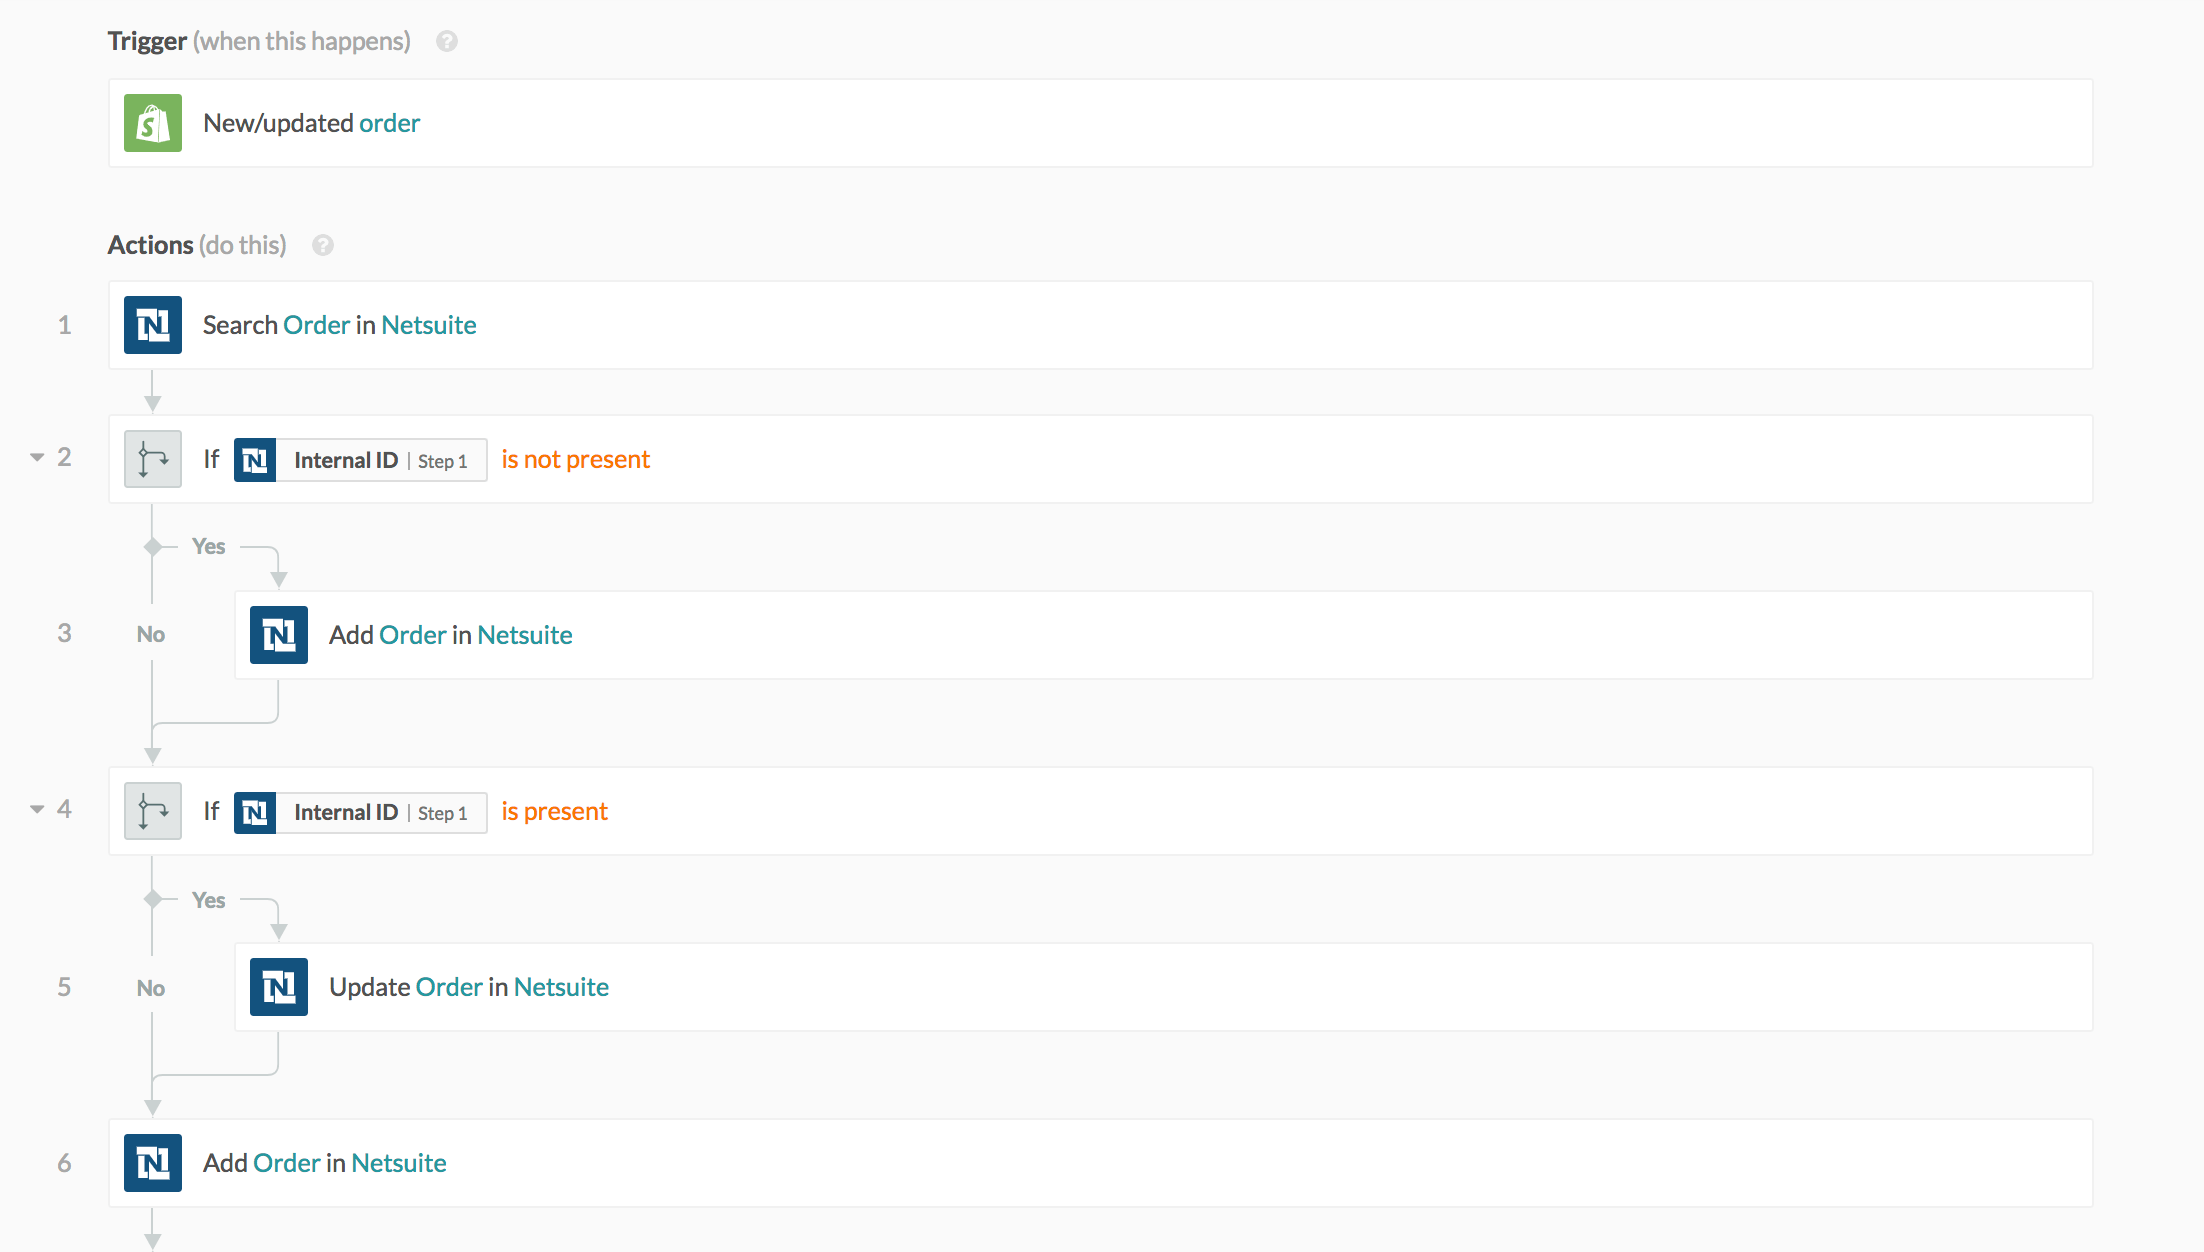 Trigger (when this happens) ?
New/updated order
Actions (do this) ?
1 Search Order in Netsuite
2 If N Internal ID | Step 1 is not present
Yes
3 No Add Order in Netsuite
4 If N Internal ID | Step 1 is present
Yes
5 No Update Order in Netsuite
6 Add Order in Netsuite